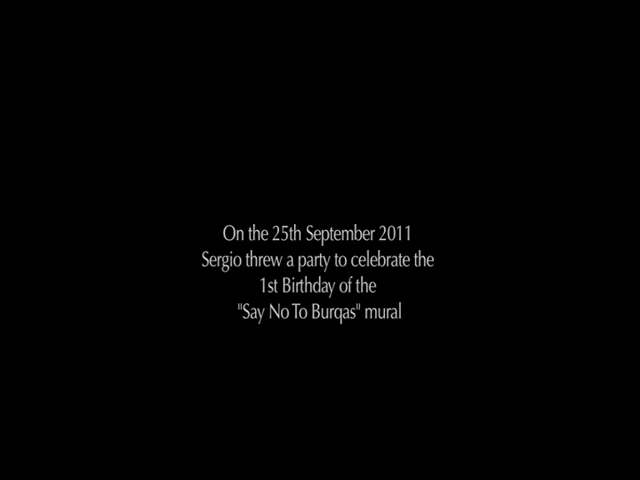 On the 25th September 2011
Sergio threw a party to celebrate the
1st Birthday of the
"Say No To Burqas" mural